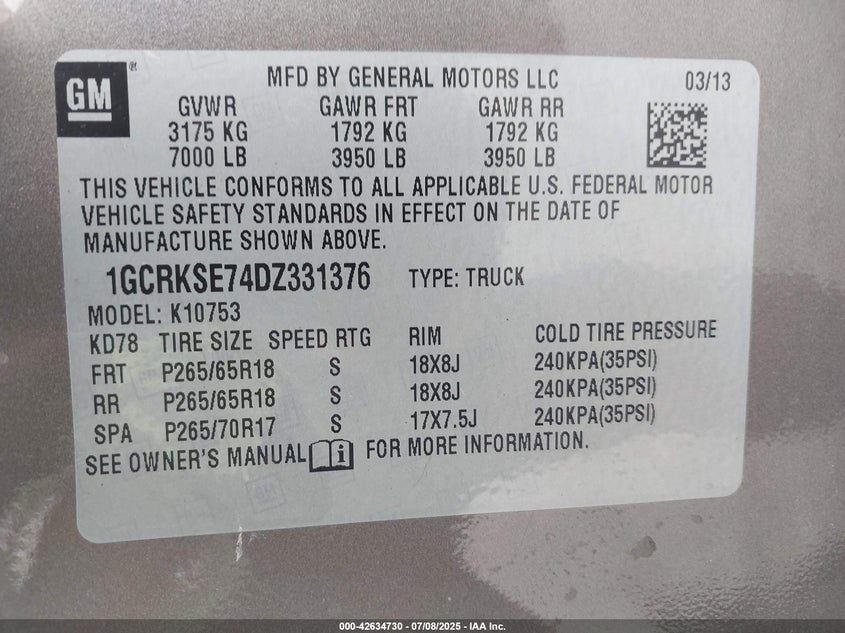 GM ®
MFD BY GENERAL MOTORS LLC 03/13
GVWR GAWR FRT GAWR RR
3175 KG 1792 KG 1792 KG
7000 LB 3950 LB 3950 LB
THIS VEHICLE CONFORMS TO ALL APPLICABLE U.S. FEDERAL MOTOR
VEHICLE SAFETY STANDARDS IN EFFECT ON THE DATE OF
MANUFACTURE SHOWN ABOVE.
1GCRKSE74DZ331376 TYPE: TRUCK
MODEL: K10753
KD78 TIRE SIZE SPEED RTG RIM COLD TIRE PRESSURE
FRT P265/65R18 S 18X8J 240KPA(35PSI)
RR P265/65R18 S 18X8J 240KPA(35PSI)
SPA P265/70R17 S 17X7.5J 240KPA(35PSI)
SEE OWNER'S MANUAL i FOR MORE INFORMATION.
000-42634730 - 07/08/2025 - IAA Inc.